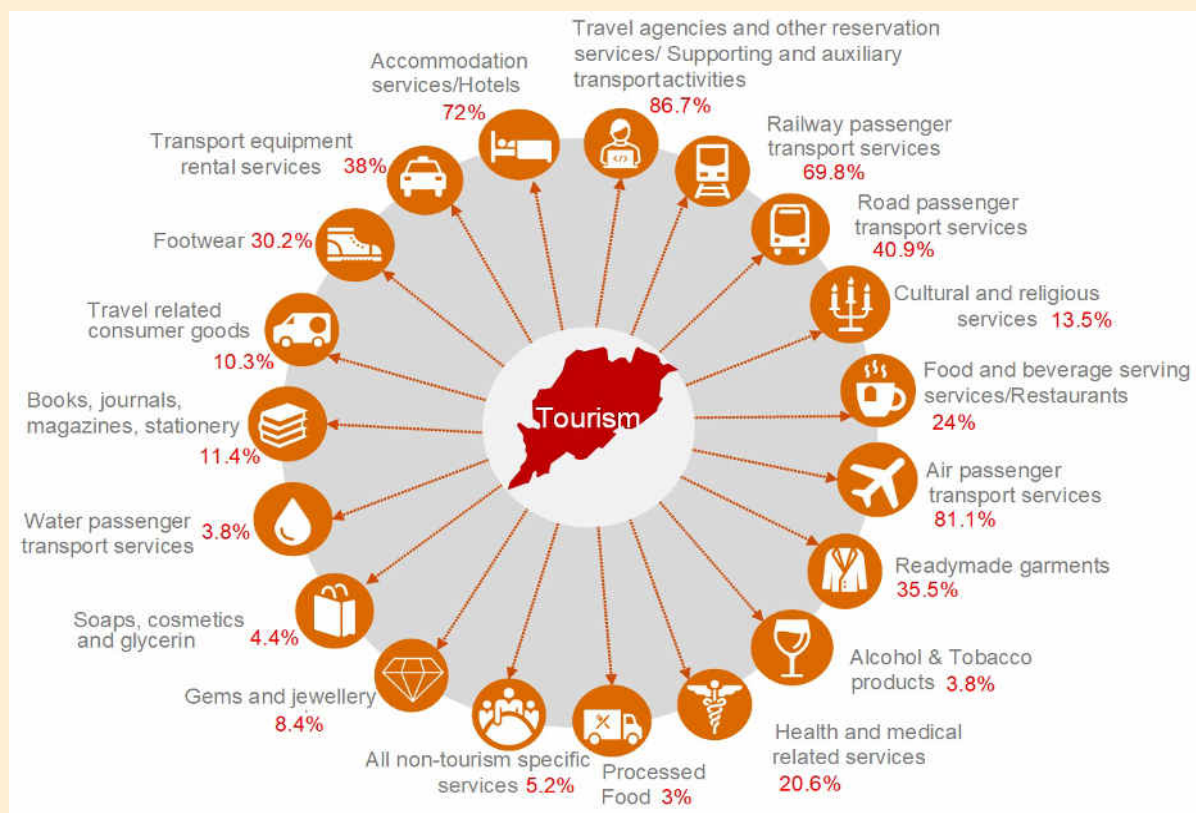 Travel agencies and other reservation
services/ Supporting and auxiliary
transportactivities
86.7%
Railway passenger
transport services
69.8%
Road passenger
transport services
40.9%
Cultural and religious
services 13.5%
Food and beverage serving
services/Restaurants
24%
Air passenger
transport services
81.1%
Readymade garments
35.5%
Alcohol & Tobacco
products 3.8%
Health and medical
related services
20.6%
Processed
Food 3%
All non-tourism specific
services 5.2%
Gems and jewellery
8.4%
Soaps, cosmetics
and glycerin 4.4%
Water passenger
transport services 3.8%
Books, journals,
magazines, stationery
11.4%
Travel related
consumer goods
10.3%
Footwear 30.2%
Transport equipment
rental services 38%
Accommodation
services/Hotels
72%
Tourism